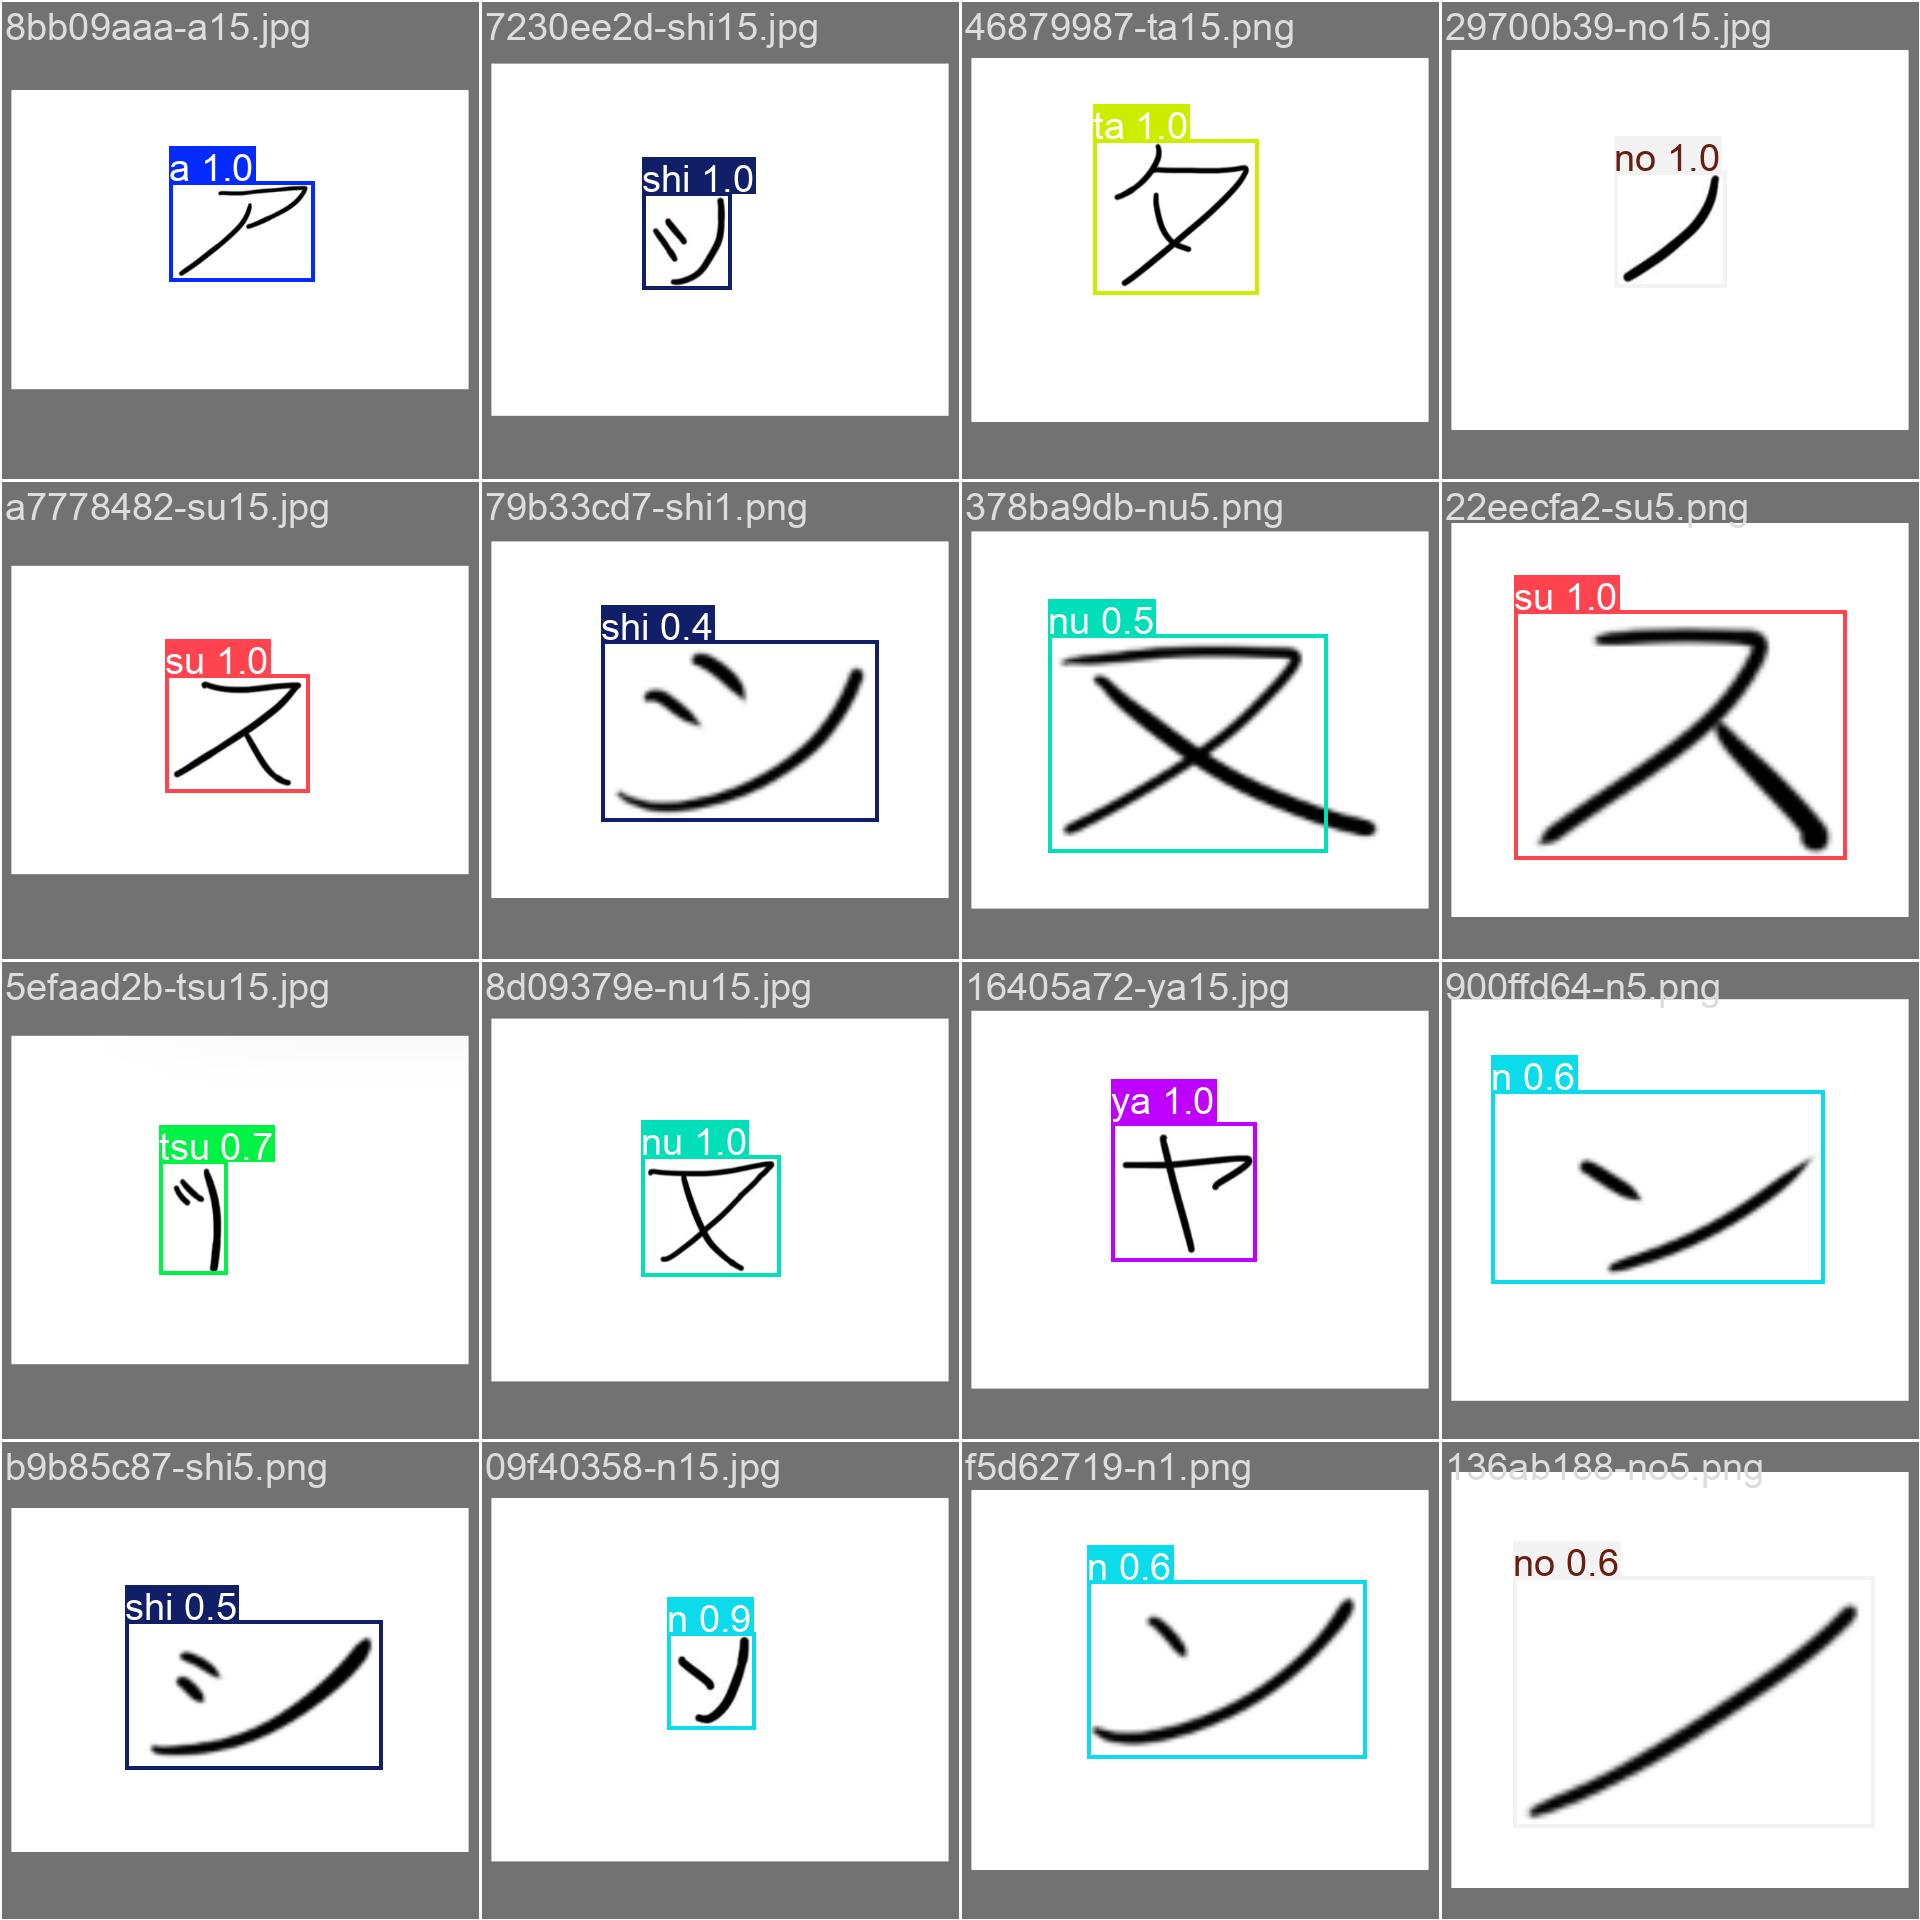 8bb09aaa-a15.jpg
a 1.0
ア
7230ee2d-shi15.jpg
shi 1.0
シ
46879987-ta15.png
ta 1.0
タ
29700b39-no15.jpg
no 1.0
ノ
a7778482-su15.jpg
su 1.0
ス
79b33cd7-shi1.png
shi 0.4
シ
378ba9db-nu5.png
nu 0.5
ヌ
22eecfa2-su5.png
su 1.0
ス
5efaad2b-tsu15.jpg
tsu 0.7
ツ
8d09379e-nu15.jpg
nu 1.0
ヌ
16405a72-ya15.jpg
ya 1.0
ヤ
900ffd64-n5.png
n 0.6
ン
b9b85c87-shi5.png
shi 0.5
シ
09f40358-n15.jpg
n 0.9
ン
f5d62719-n1.png
n 0.6
ン
136ab188-no5.png
no 0.6
ノ